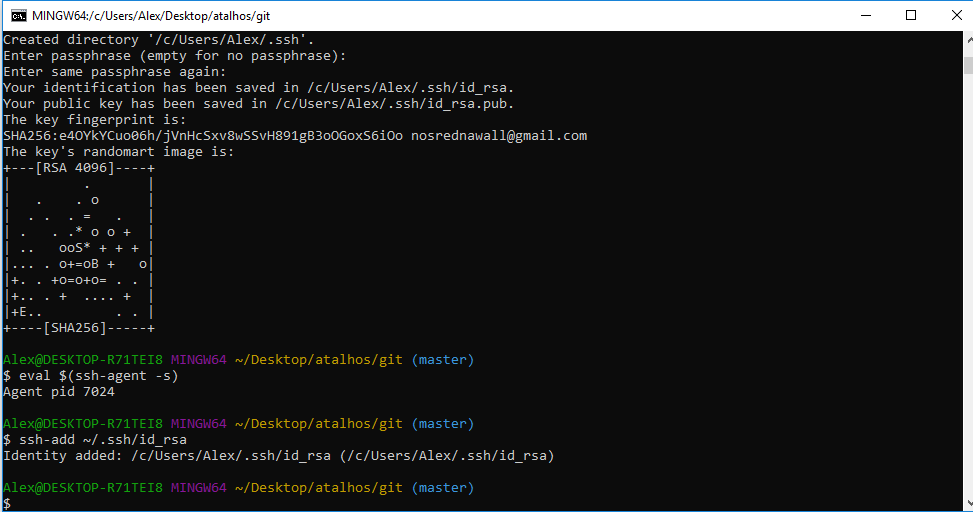 MINGW64:/c/Users/Alex/Desktop/atalhos/git
Created directory '/c/Users/Alex/.ssh'.
Enter passphrase (empty for no passphrase):
Enter same passphrase again:
Your identification has been saved in /c/Users/Alex/.ssh/id_rsa.
Your public key has been saved in /c/Users/Alex/.ssh/id_rsa.pub.
The key fingerprint is:
SHA256:e4OYkYCuo06h/jVnHcSxv8wSSvH891gB3oOGoxS6iOo nosrednawall@gmail.com
The key's randomart image is:
+---[RSA 4096]----+
|         .       |
|   .    . o      |
|  . .  . =   .   |
| .   . .* o o +  |
| ..   ooS* + + + |
|... . o+=oB +   o|
|+. . +o=o+o= . . |
|+.. . +  .... +  |
|+E..         . . |
+----[SHA256]-----+
Alex@DESKTOP-R71TEI8 MINGW64 ~/Desktop/atalhos/git (master)
$ eval $(ssh-agent -s)
Agent pid 7024
Alex@DESKTOP-R71TEI8 MINGW64 ~/Desktop/atalhos/git (master)
$ ssh-add ~/.ssh/id_rsa
Identity added: /c/Users/Alex/.ssh/id_rsa (/c/Users/Alex/.ssh/id_rsa)
Alex@DESKTOP-R71TEI8 MINGW64 ~/Desktop/atalhos/git (master)
$